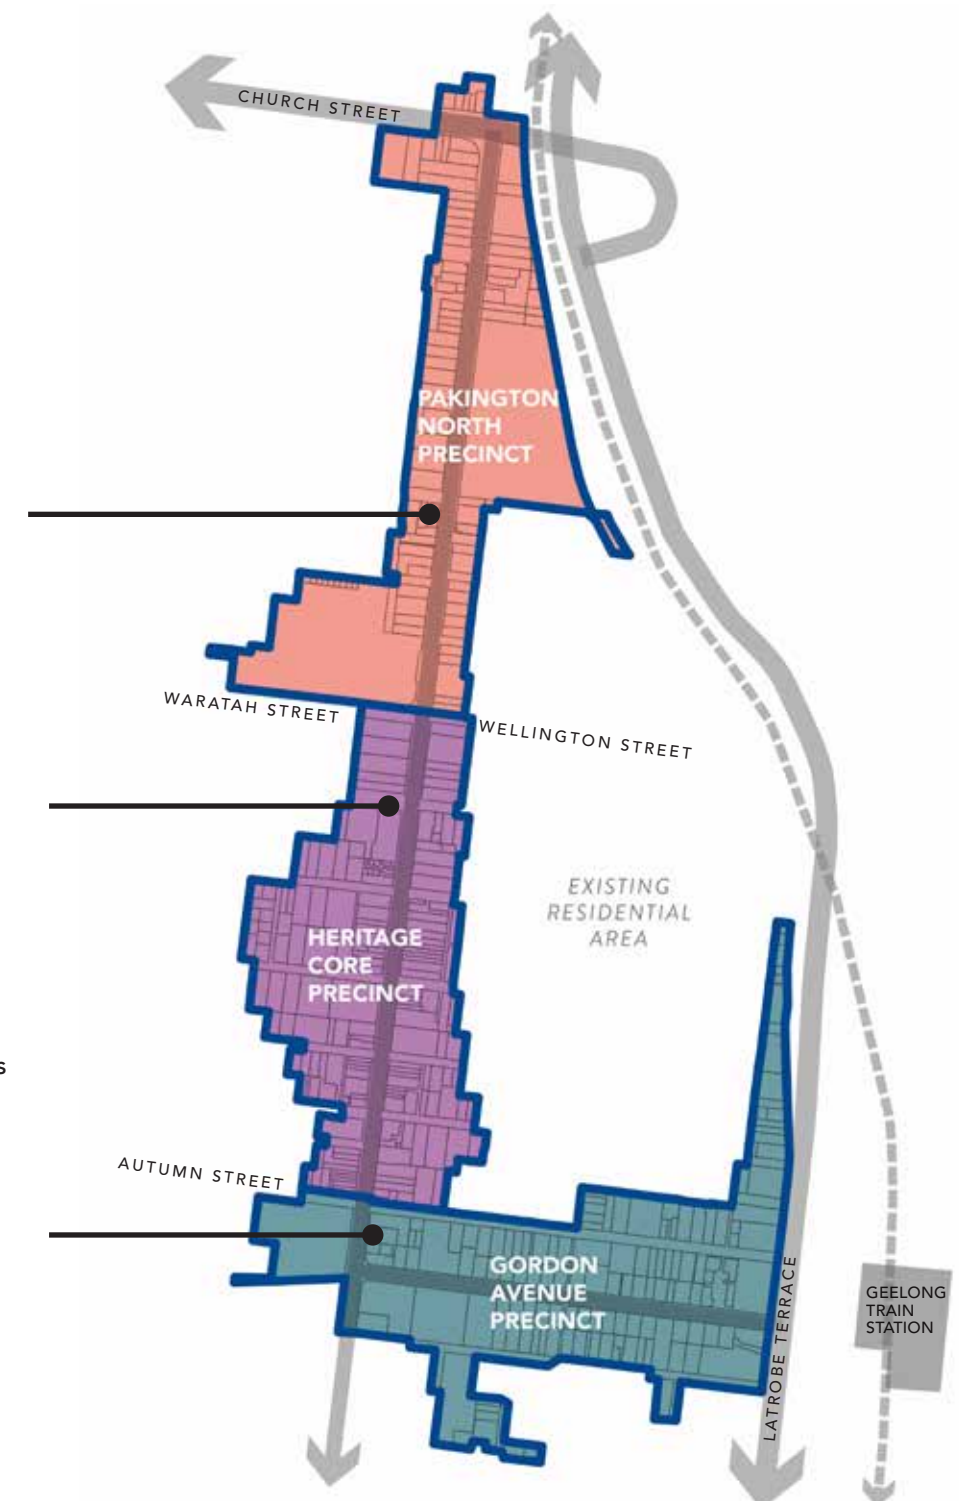 CHURCH STREET
PAKINGTON
NORTH
PRECINCT
WARATAH STREET
WELLINGTON STREET
EXISTING
RESIDENTIAL
AREA
HERITAGE
CORE
PRECINCT
S
AUTUMN STREET
GORDON
AVENUE
PRECINCT
LATROBE TERRACE
GEELONG
TRAIN
STATION